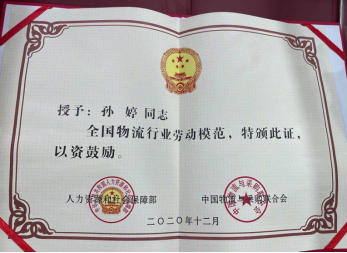 授予：孙 婷 同志
全国物流行业劳动模范，特颁此证，
以资鼓励。
人力资源和社会保障部 中国物流与采购联合会
二〇二〇年十二月